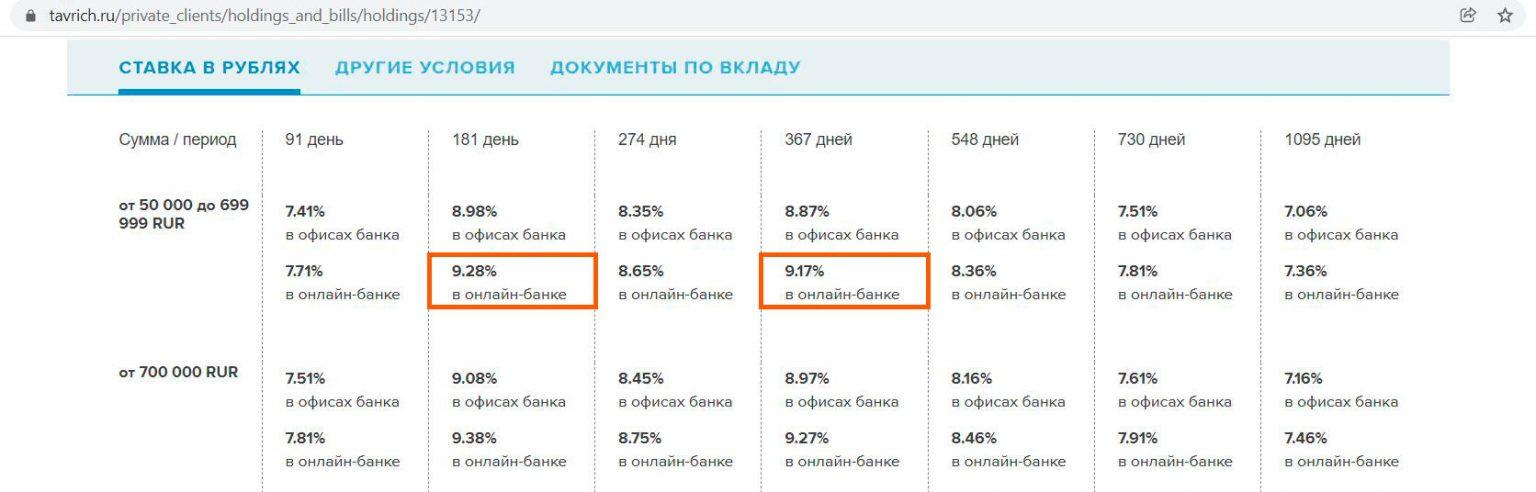 tavrich.ru/private_clients/holdings_and_bills/holdings/13153/
СТАВКА В РУБЛЯХ ДРУГИЕ УСЛОВИЯ ДОКУМЕНТЫ ПО ВКЛАДУ
Сумма / период 91 день 181 день 274 дня 367 дней 548 дней 730 дней 1095 дней
от 50 000 до 699
999 RUR
7.41% 8.98% 8.35% 8.87% 8.06% 7.51% 7.06%
в офисах банка в офисах банка в офисах банка в офисах банка в офисах банка в офисах банка в офисах банка
7.71% 9.28% 8.65% 9.17% 8.36% 7.81% 7.36%
в онлайн-банке в онлайн-банке в онлайн-банке в онлайн-банке в онлайн-банке в онлайн-банке в онлайн-банке
от 700 000 RUR
7.51% 9.08% 8.45% 8.97% 8.16% 7.61% 7.16%
в офисах банка в офисах банка в офисах банка в офисах банка в офисах банка в офисах банка в офисах банка
7.81% 9.38% 8.75% 9.27% 8.46% 7.91% 7.46%
в онлайн-банке в онлайн-банке в онлайн-банке в онлайн-банке в онлайн-банке в онлайн-банке в онлайн-банке